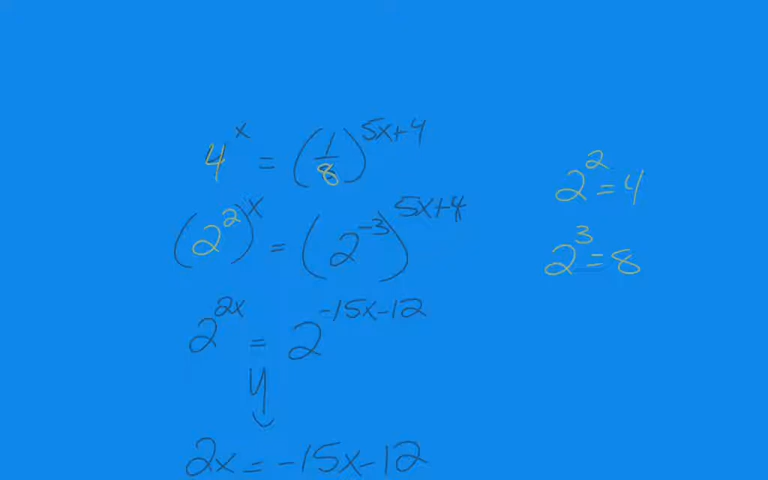 4^x = (1/8)^(5x+4)
(2^2)^x = (2^-3)^(5x+4)
2^(2x) = 2^(-15x-12)
2x = -15x-12
2^2 = 4
2^3 = 8